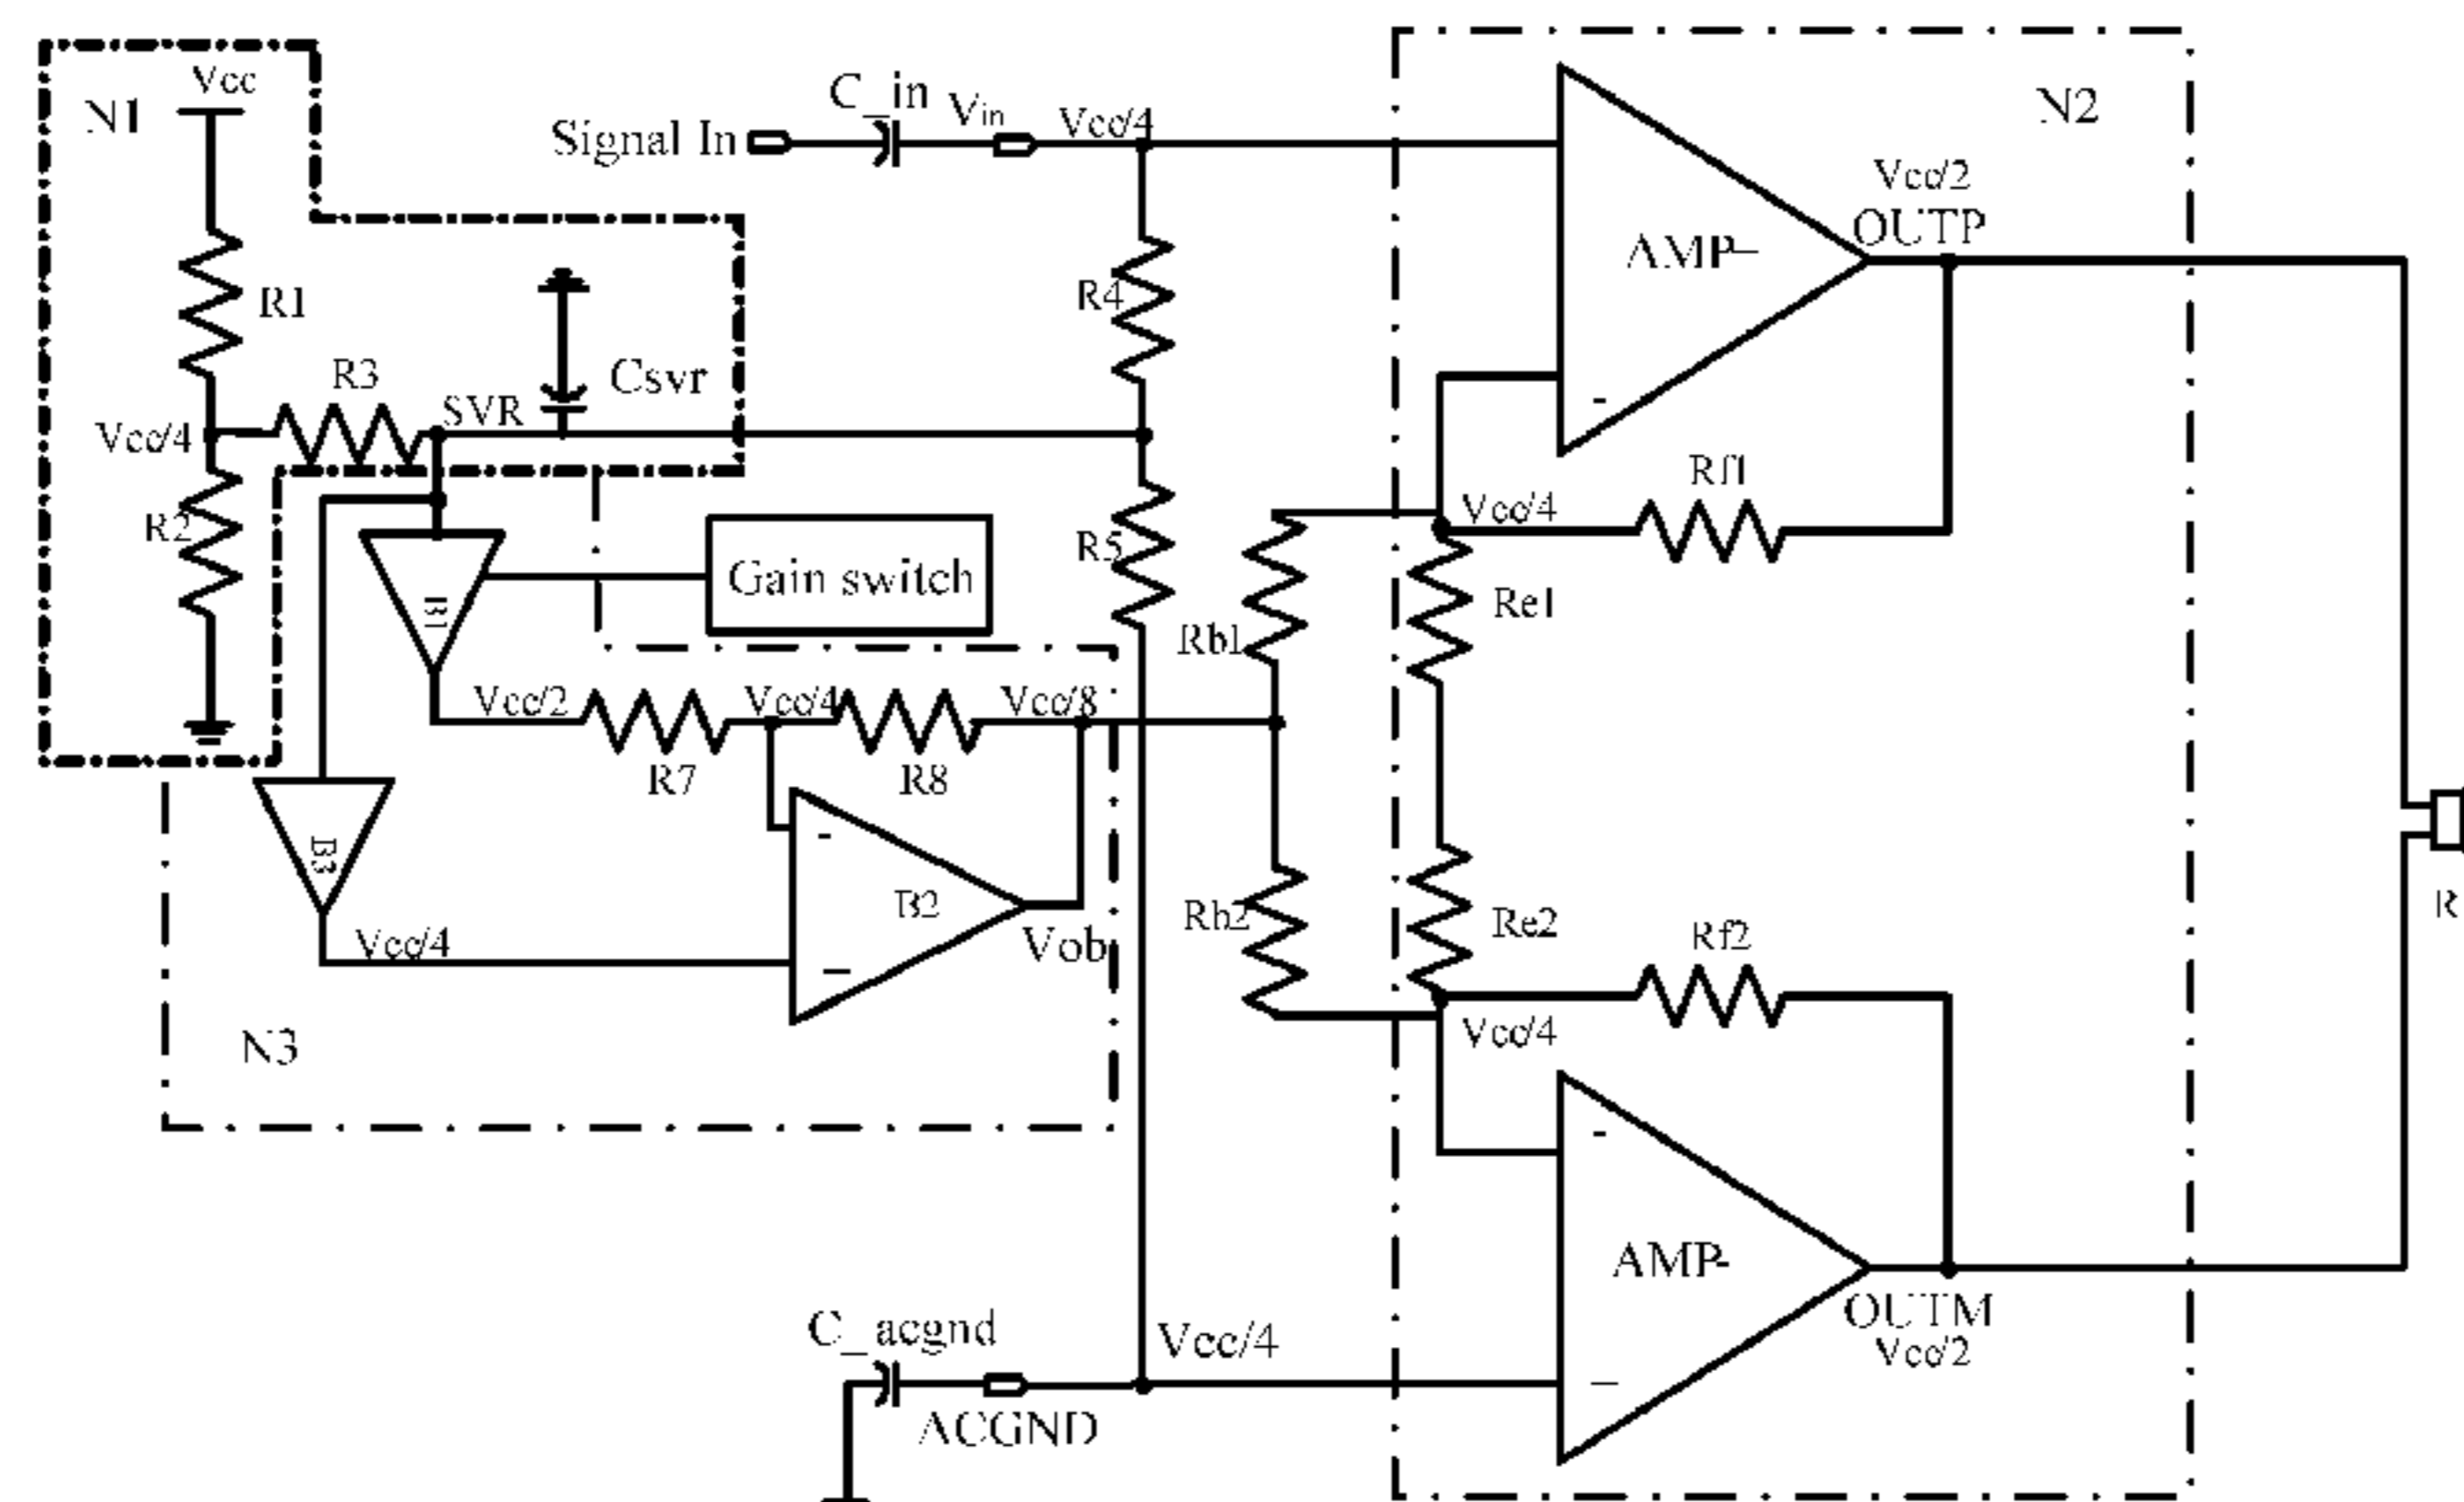 Vcc
N1
C_in
Vin
Vcc/4
Signal In
N2
Vcc/2
OUTP
AMP-
R1
R4
R3
Csvr
SVR
Vcc/4
-
Rf1
Vcc/4
R2
R5
Gain switch
B1
Re1
Rb1
Vcc/2
Vcc/4
Vcc/8
R7
R8
-
B3
B2
Rb2
Re2
Rf2
R
Vcc/4
Vob
-
N3
Vcc/4
-
AMP-
OUTM
Vcc/2
C_acgnd
Vcc/4
-
ACGND